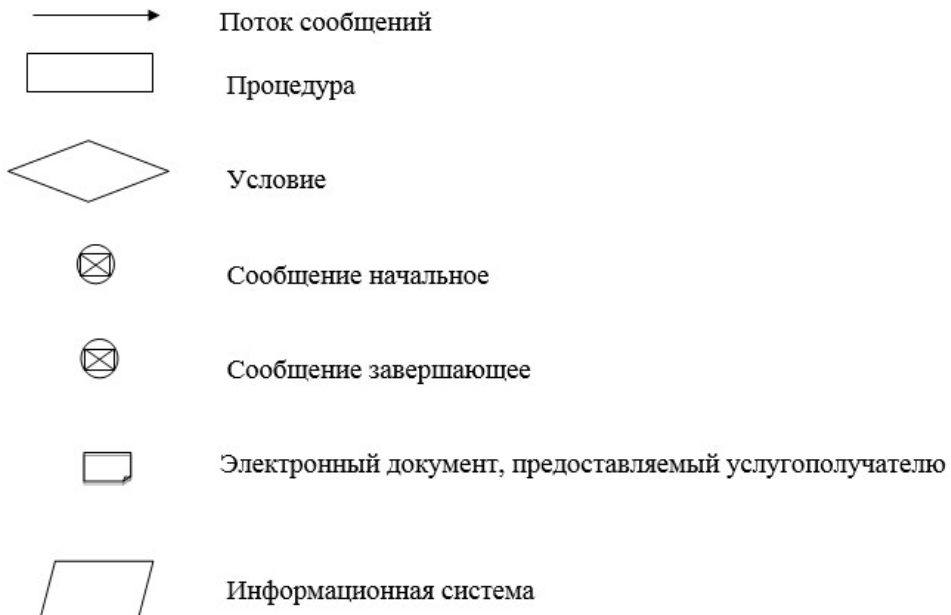 Поток сообщений
Процедура
Условие
Сообщение начальное
Сообщение завершающее
Электронный документ, предоставляемый услугополучателю
Информационная система